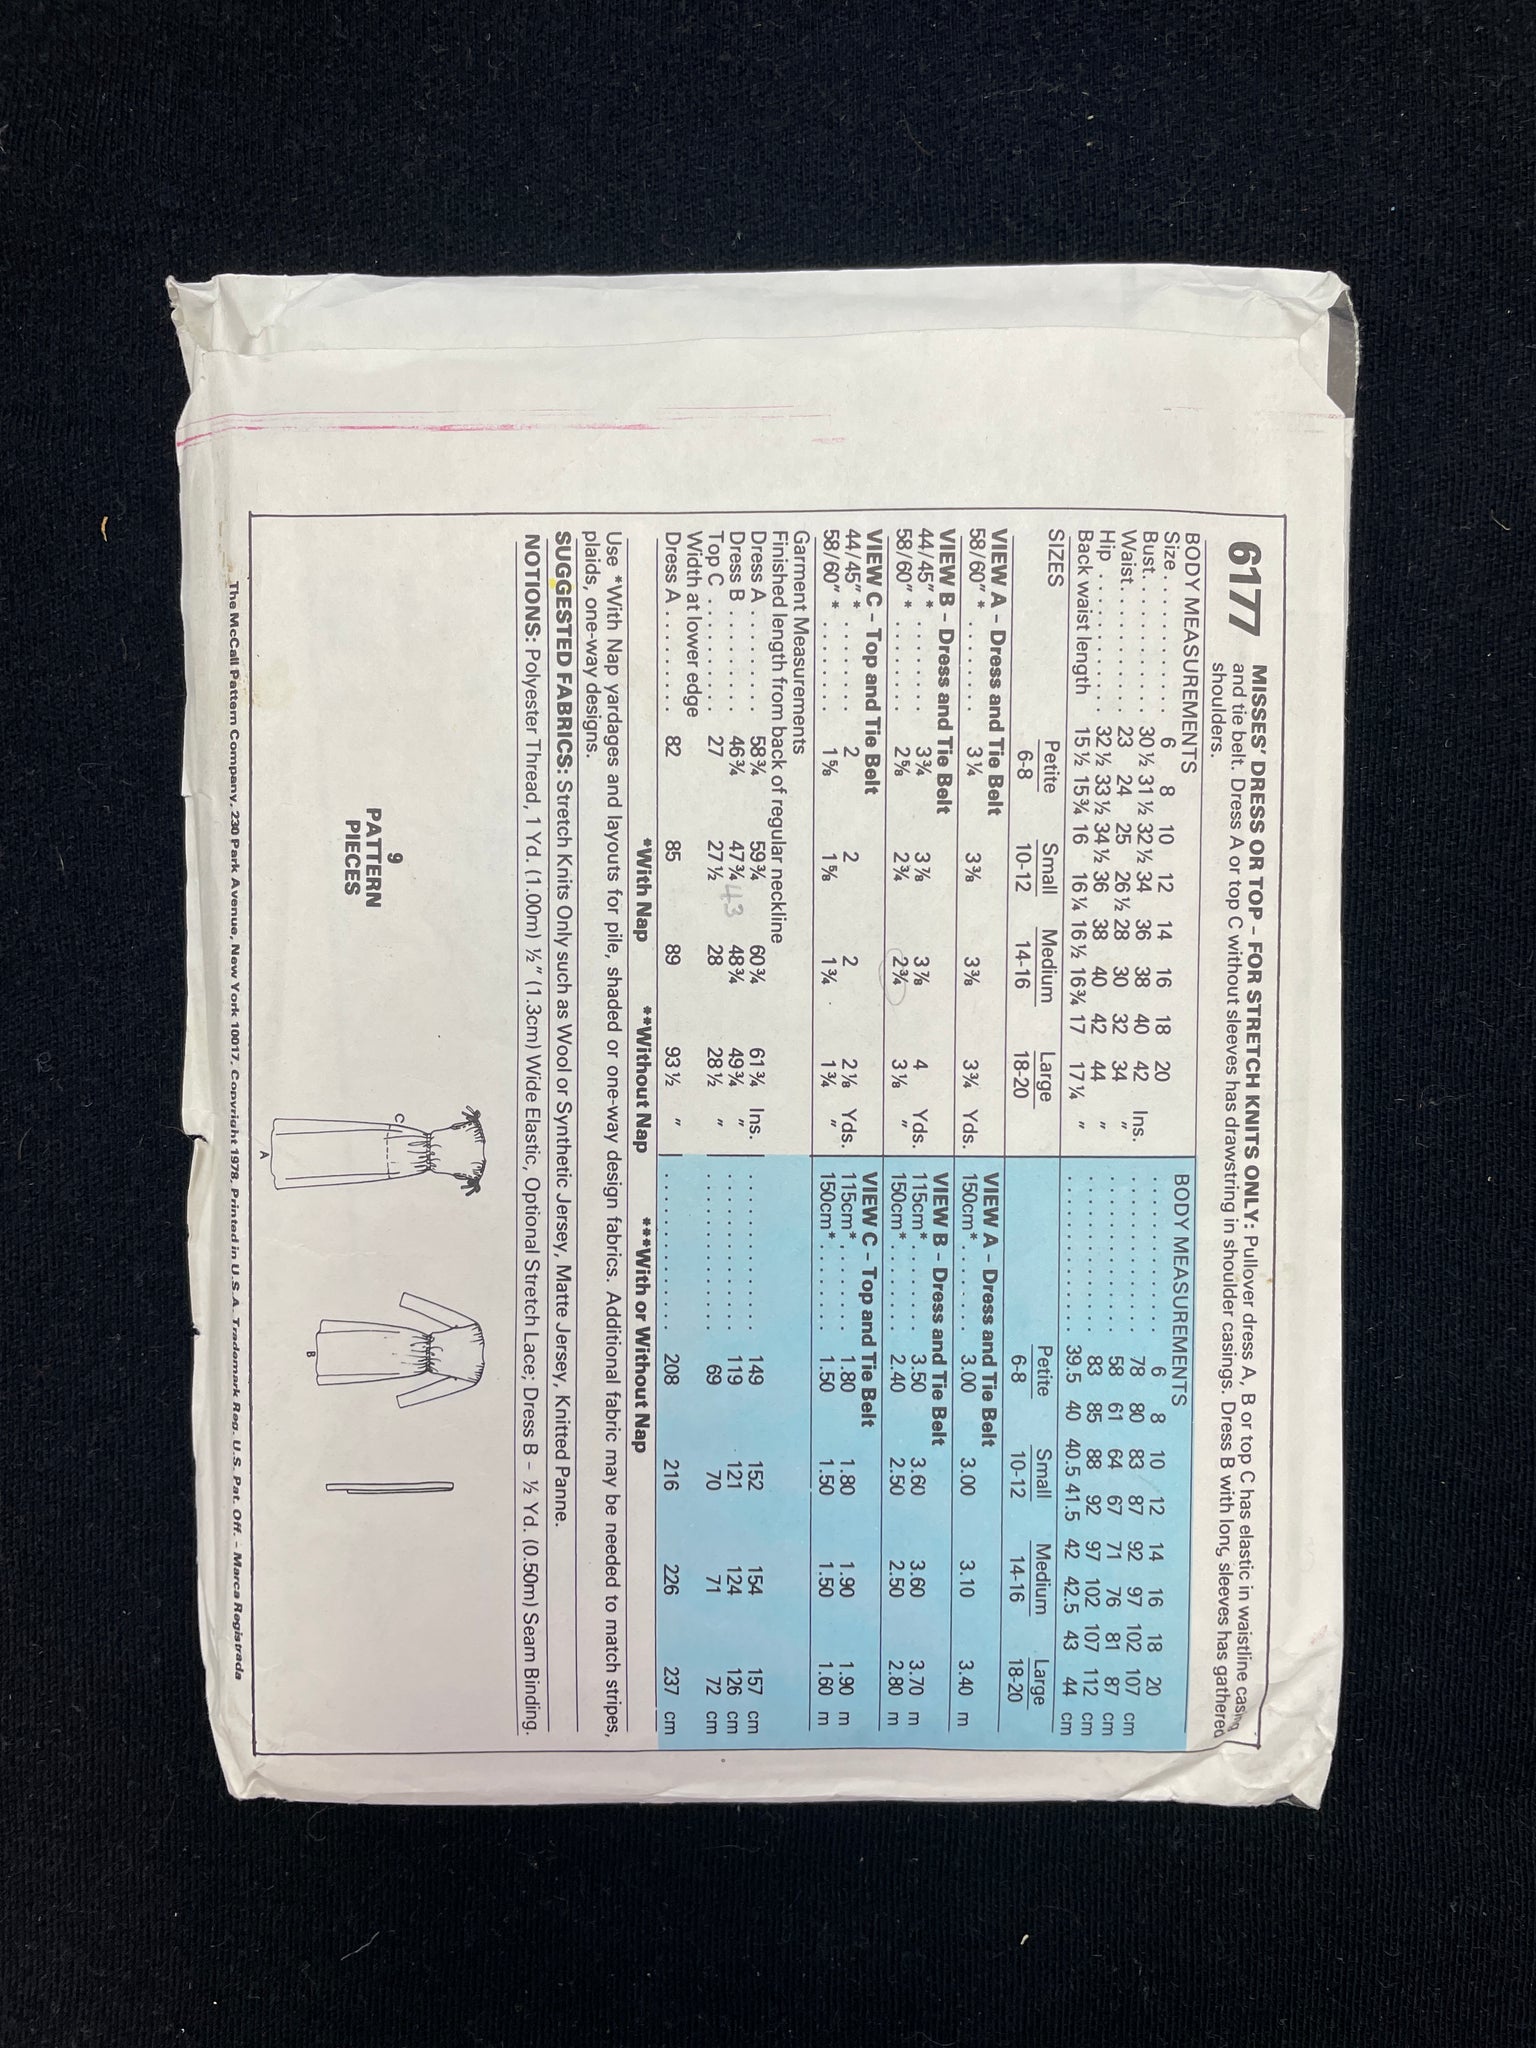 6177 MISSES' DRESS OR TOP – FOR STRETCH KNITS ONLY: Pullover dress A, B or top C has elastic in waistline casing
and tie belt. Dress A or top C without sleeves has drawstring in shoulder casings. Dress B with long sleeves has gathered
shoulders.
BODY MEASUREMENTS BODY MEASUREMENTS
Size . . . . . . . . . . 6 8 10 12 14 16 18 20 . . . . . . . . . . . . 6 8 10 12 14 16 18 20
Bust. . . . . . . . . . 30½ 31½ 32½ 34 36 38 40 42 Ins. . . . . . . . . . . . . 78 80 83 87 92 97 102 107 cm
Waist. . . . . . . . . 23 24 25 26½ 28 30 32 34 " . . . . . . . . . . . . 58 61 64 67 71 76 81 87 cm
Hip . . . . . . . . . . 32½ 33½ 34½ 36 38 40 42 44 " . . . . . . . . . . . . 83 85 88 92 97 102 107 112 cm
Back waist length 15½ 15¾ 16 16¼ 16½ 16¾ 17 17¼ " . . . . . . . . . . . . 39.5 40 40.5 41.5 42 42.5 43 44 cm
SIZES Petite Small Medium Large Petite Small Medium Large
6-8 10-12 14-16 18-20 6-8 10-12 14-16 18-20
VIEW A – Dress and Tie Belt VIEW A – Dress and Tie Belt
58/60" * . . . . . . . 3¼ 3⅜ 3⅜ 3¾ Yds. 150cm* . . . . . . 3.00 3.00 3.10 3.40 m
VIEW B – Dress and Tie Belt VIEW B – Dress and Tie Belt
44/45" * . . . . . . . 3¾ 3⅞ 3⅞ 4 Yds. 115cm* . . . . . . 3.50 3.60 3.60 3.70 m
58/60" * . . . . . . . 2⅝ 2¾ 2¾ 3⅛ " 150cm* . . . . . . 2.40 2.50 2.50 2.80 m
VIEW C – Top and Tie Belt VIEW C – Top and Tie Belt
44/45" * . . . . . . . 2 2 2 2⅛ Yds. 115cm* . . . . . . 1.80 1.80 1.90 1.90 m
58/60" * . . . . . . . 1⅝ 1⅝ 1¾ 1¾ " 150cm* . . . . . . 1.50 1.50 1.50 1.60 m
Garment Measurements
Finished length from back of regular neckline
Dress A . . . . . . . . 58¾ 59¾ 60¾ 61¾ Ins. . . . . . . . . . . . . 149 152 154 157 cm
Dress B . . . . . . . . 46¾ 47¾ 43 48¾ 49¾ " . . . . . . . . . . . . 119 121 124 126 cm
Top C . . . . . . . . . 27 27½ 28 28½ " . . . . . . . . . . . . 69 70 71 72 cm
Width at lower edge
Dress A . . . . . . . . 82 85 89 93½ " . . . . . . . . . . . . 208 216 226 237 cm
*With Nap **Without Nap ***With or Without Nap
Use *With Nap yardages and layouts for pile, shaded or one-way design fabrics. Additional fabric may be needed to match stripes,
plaids, one-way designs.
SUGGESTED FABRICS: Stretch Knits Only such as Wool or Synthetic Jersey, Matte Jersey, Knitted Panne.
NOTIONS: Polyester Thread, 1 Yd. (1.00m) ½" (1.3cm) Wide Elastic, Optional Stretch Lace; Dress B – ½ Yd. (0.50m) Seam Binding.
9
PATTERN
PIECES
C
A
B
The McCall Pattern Company, 230 Park Avenue, New York 10017. Copyright 1978. Printed in U.S.A. Trademark Reg. U.S. Pat. Off. – Marca Registrada